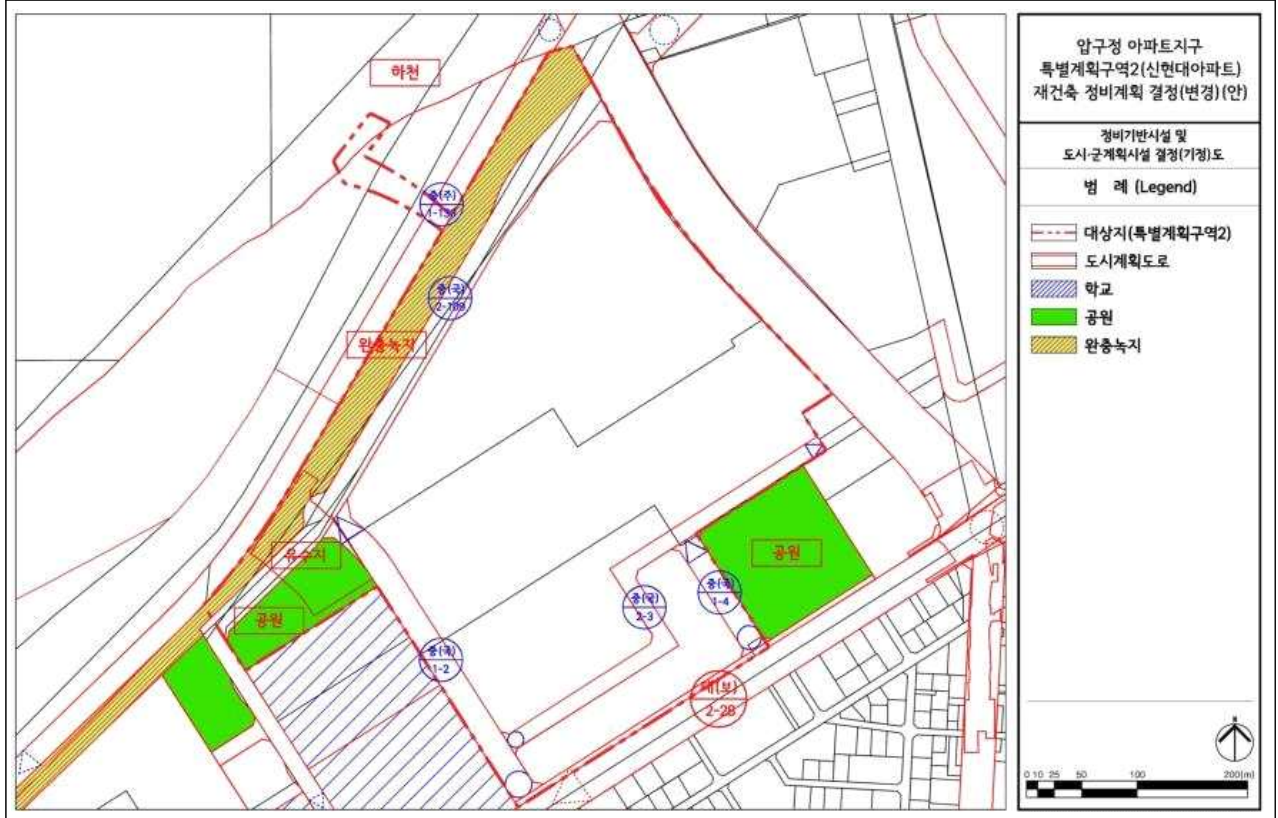 하천
중(주)
1-133
중(국)
2-109
완충녹지
유수지
공원
공원
중(국)
2-3
중(국)
1-4
중(국)
1-2
대(보)
2-28
압구정 아파트지구
특별계획구역2(신현대아파트)
재건축 정비계획 결정(변경)(안)
정비기반시설 및
도시·군계획시설 결정(기정)도
범 례 (Legend)
대상지(특별계획구역2)
도시계획도로
학교
공원
완충녹지
N
0 10 25 50 100 200(m)